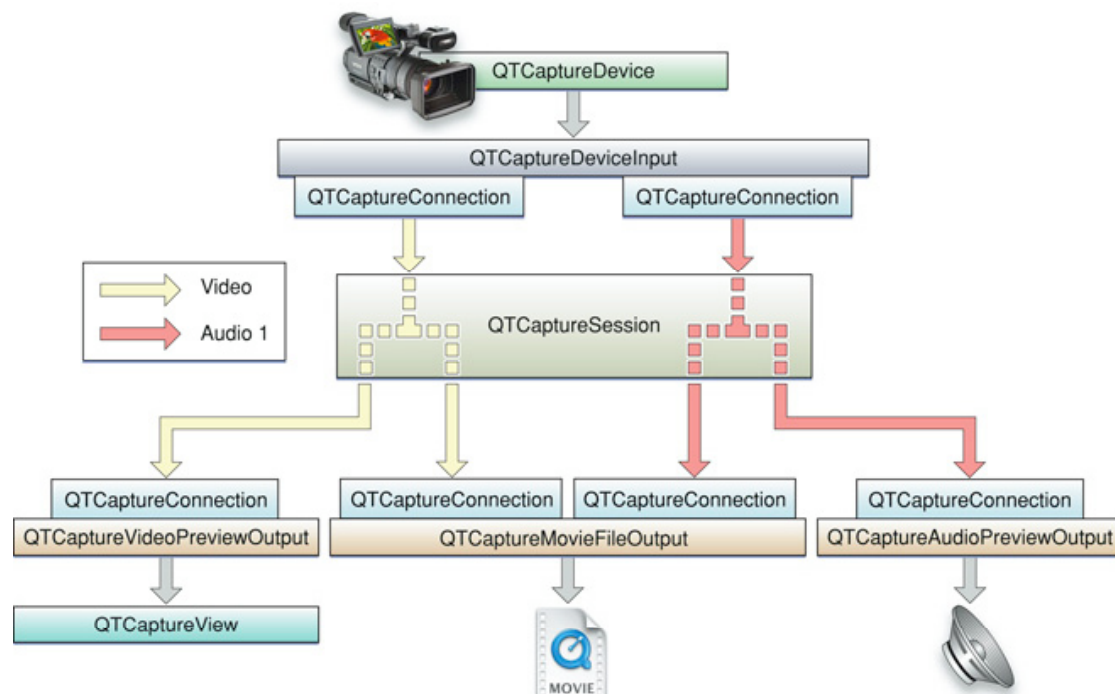 QTCaptureDevice
QTCaptureDeviceInput
QTCaptureConnection
QTCaptureConnection
Video
Audio 1
QTCaptureSession
QTCaptureConnection
QTCaptureConnection
QTCaptureConnection
QTCaptureConnection
QTCaptureVideoPreviewOutput
QTCaptureMovieFileOutput
QTCaptureAudioPreviewOutput
QTCaptureView
MOVIE